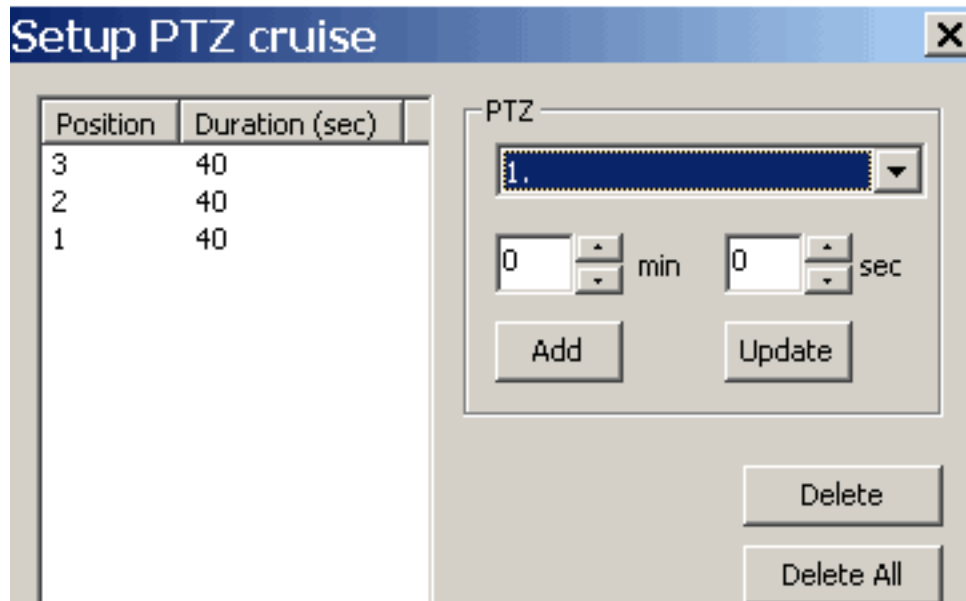 Setup PTZ cruise
Position Duration (sec)
3 40
2 40
1 40
PTZ
1.
0 min 0 sec
Add Update
Delete
Delete All